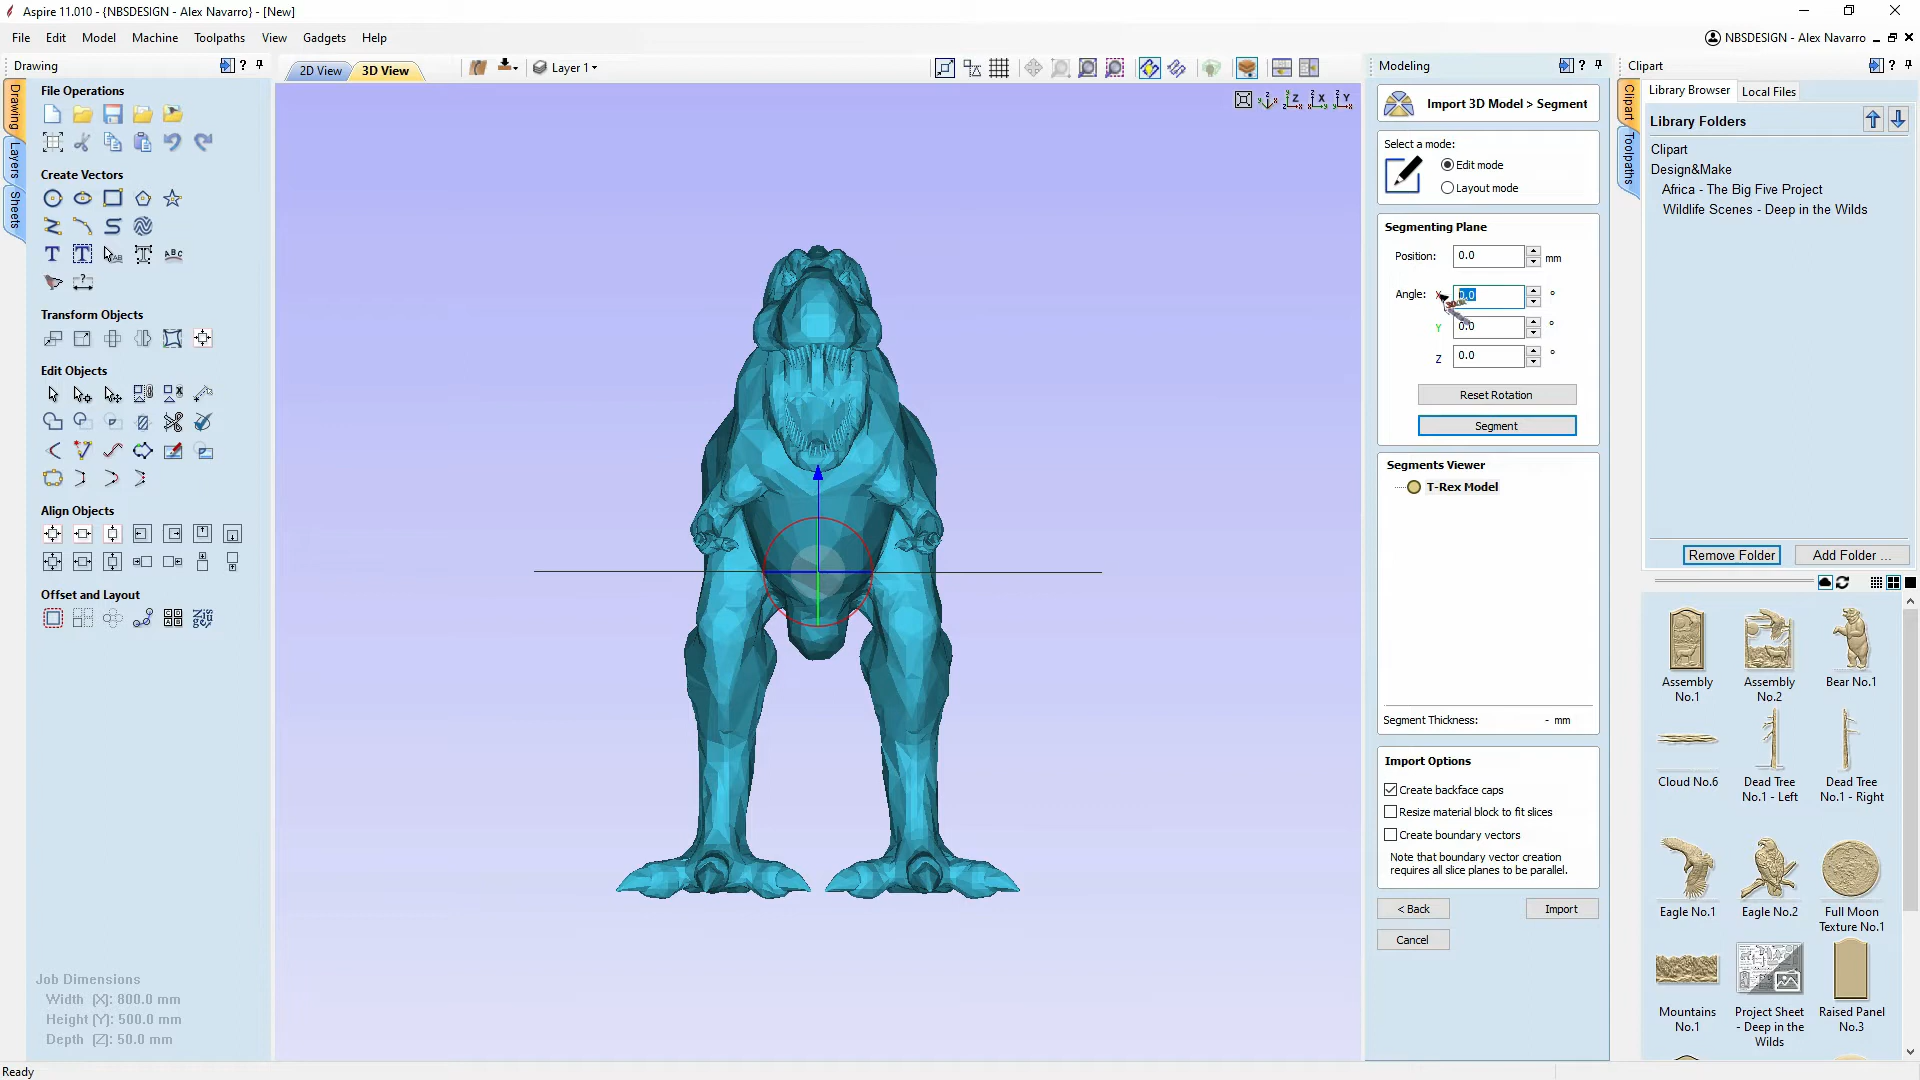 Aspire 11.010 - {NBSDESIGN - Alex Navarro} - [New]
File Edit Model Machine Toolpaths View Gadgets Help
NBSDESIGN - Alex Navarro
Drawing
Drawing
Layers
Sheets
File Operations
Create Vectors
Transform Objects
Edit Objects
Align Objects
Offset and Layout
Job Dimensions
Width (X): 800.0 mm
Height (Y): 500.0 mm
Depth (Z): 50.0 mm
Ready
2D View
3D View
Layer 1
Modeling
Import 3D Model > Segment
Select a mode:
Edit mode
Layout mode
Segmenting Plane
Position: 0.0 mm
Angle: X 0.0 °
Y 0.0 °
Z 0.0 °
Reset Rotation
Segment
Segments Viewer
T-Rex Model
Segment Thickness: - mm
Import Options
Create backface caps
Resize material block to fit slices
Create boundary vectors
Note that boundary vector creation
requires all slice planes to be parallel.
< Back
Import
Cancel
Clipart
Clipart
Toolpaths
Library Browser
Local Files
Library Folders
Clipart
Design&Make
Africa - The Big Five Project
Wildlife Scenes - Deep in the Wilds
Remove Folder
Add Folder ...
Assembly No.1
Assembly No.2
Bear No.1
Cloud No.6
Dead Tree No.1 - Left
Dead Tree No.1 - Right
Eagle No.1
Eagle No.2
Full Moon Texture No.1
Mountains No.1
Project Sheet - Deep in the Wilds
Raised Panel No.3